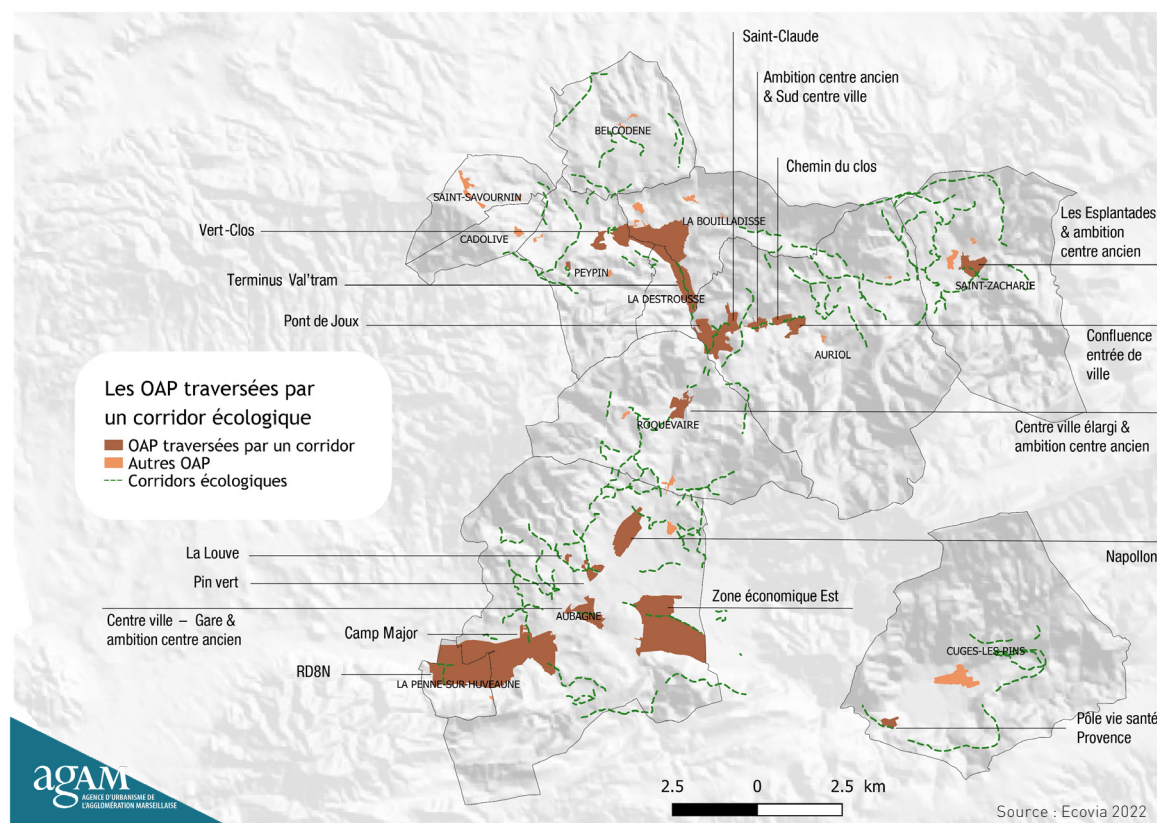 Saint-Claude
Ambition centre ancien
& Sud centre ville
Chemin du clos
BELCODENE
SAINT-SAVOURNIN
LA BOUILLADISSE
Les Esplantades
& ambition
centre ancien
Vert-Clos
CADOLIVE
PEYPIN
Terminus Val'tram
LA DESTROUSSE
SAINT-ZACHARIE
Pont de Joux
AURIOL
Confluence
entrée de
ville
Les OAP traversées par
un corridor écologique
OAP traversées par un corridor
Autres OAP
Corridors écologiques
ROQUEVAIRE
Centre ville élargi &
ambition centre ancien
La Louve
Napollon
Pin vert
Zone économique Est
Centre ville – Gare &
ambition centre ancien
AUBAGNE
Camp Major
RD8N
LA PENNE-SUR-HUVEAUNE
CUGES-LES-PINS
Pôle vie santé
Provence
agAM
AGENCE D'URBANISME DE
L'AGGLOMÉRATION MARSEILLAISE
2.5 0 2.5 km
Source : Ecovia 2022